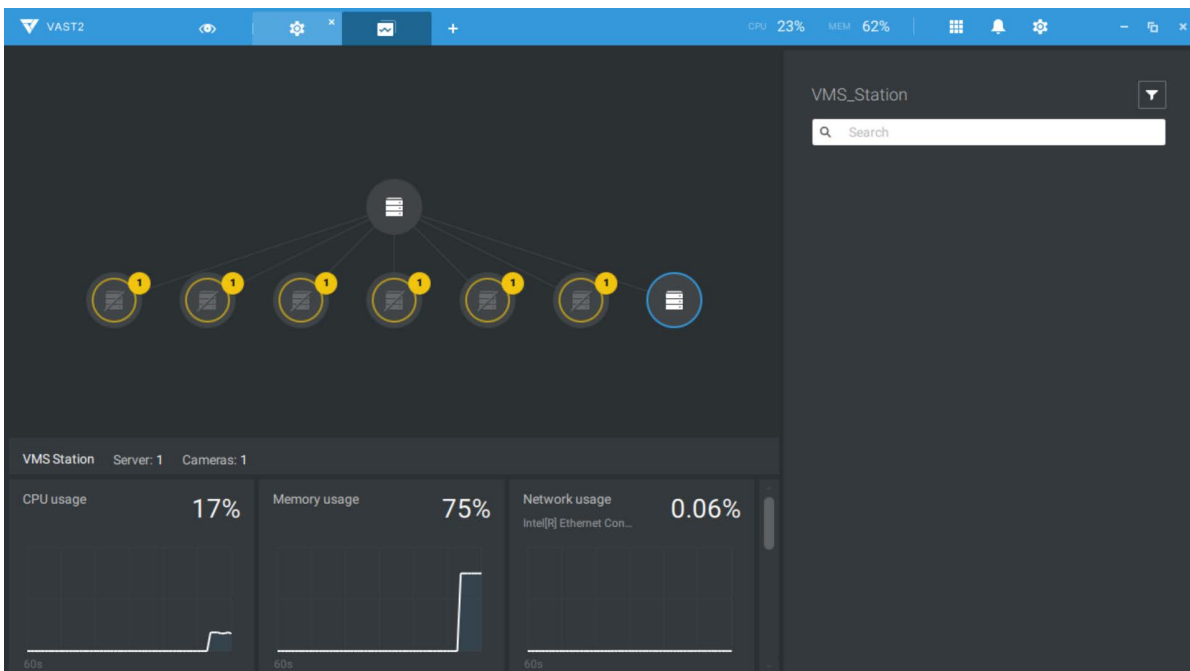 VAST2
CPU 23% MEM 62%
VMS_Station
Search
1 1 1 1 1 1
VMS Station Server: 1 Cameras: 1
CPU usage 17%
Memory usage 75%
Network usage 0.06%
Intel[R] Ethernet Con...
60s 60s 60s